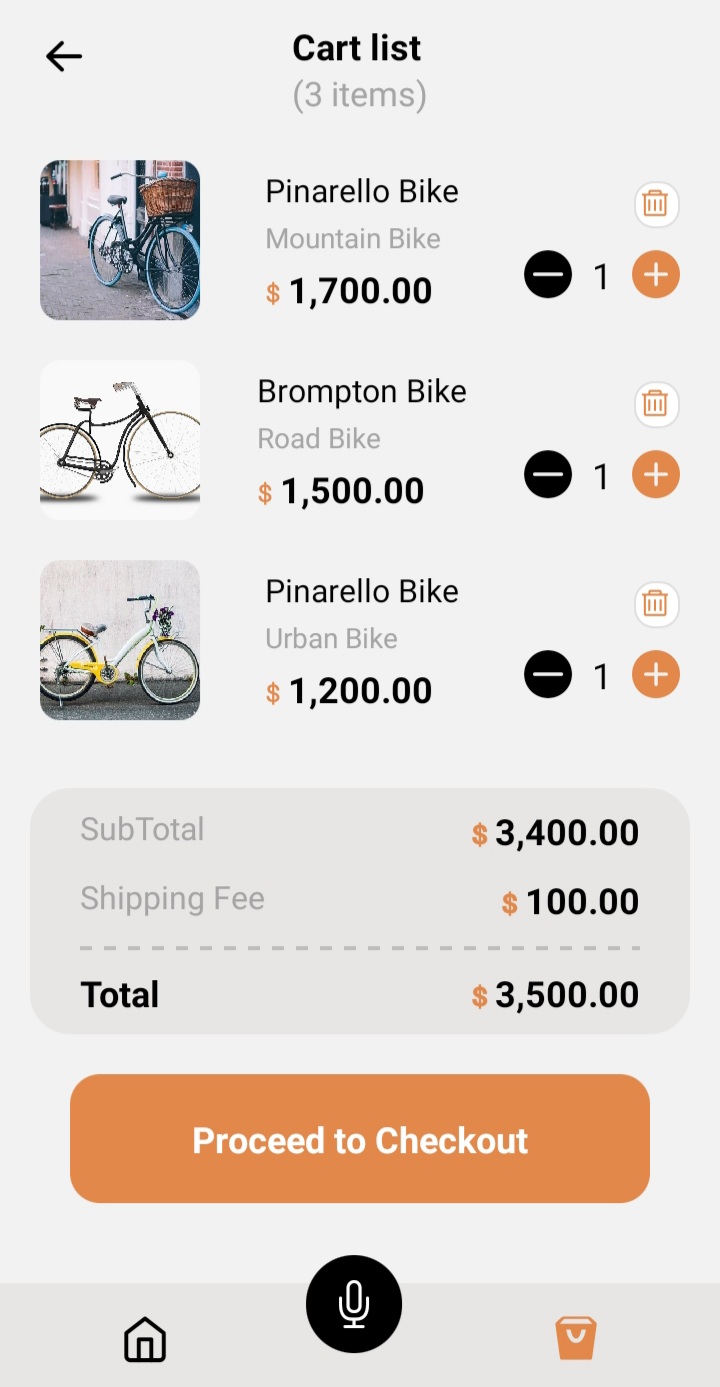 Cart list
(3 items)
Pinarello Bike
Mountain Bike
$ 1,700.00
1
Brompton Bike
Road Bike
$ 1,500.00
1
Pinarello Bike
Urban Bike
$ 1,200.00
1
SubTotal $ 3,400.00
Shipping Fee $ 100.00
Total $ 3,500.00
Proceed to Checkout